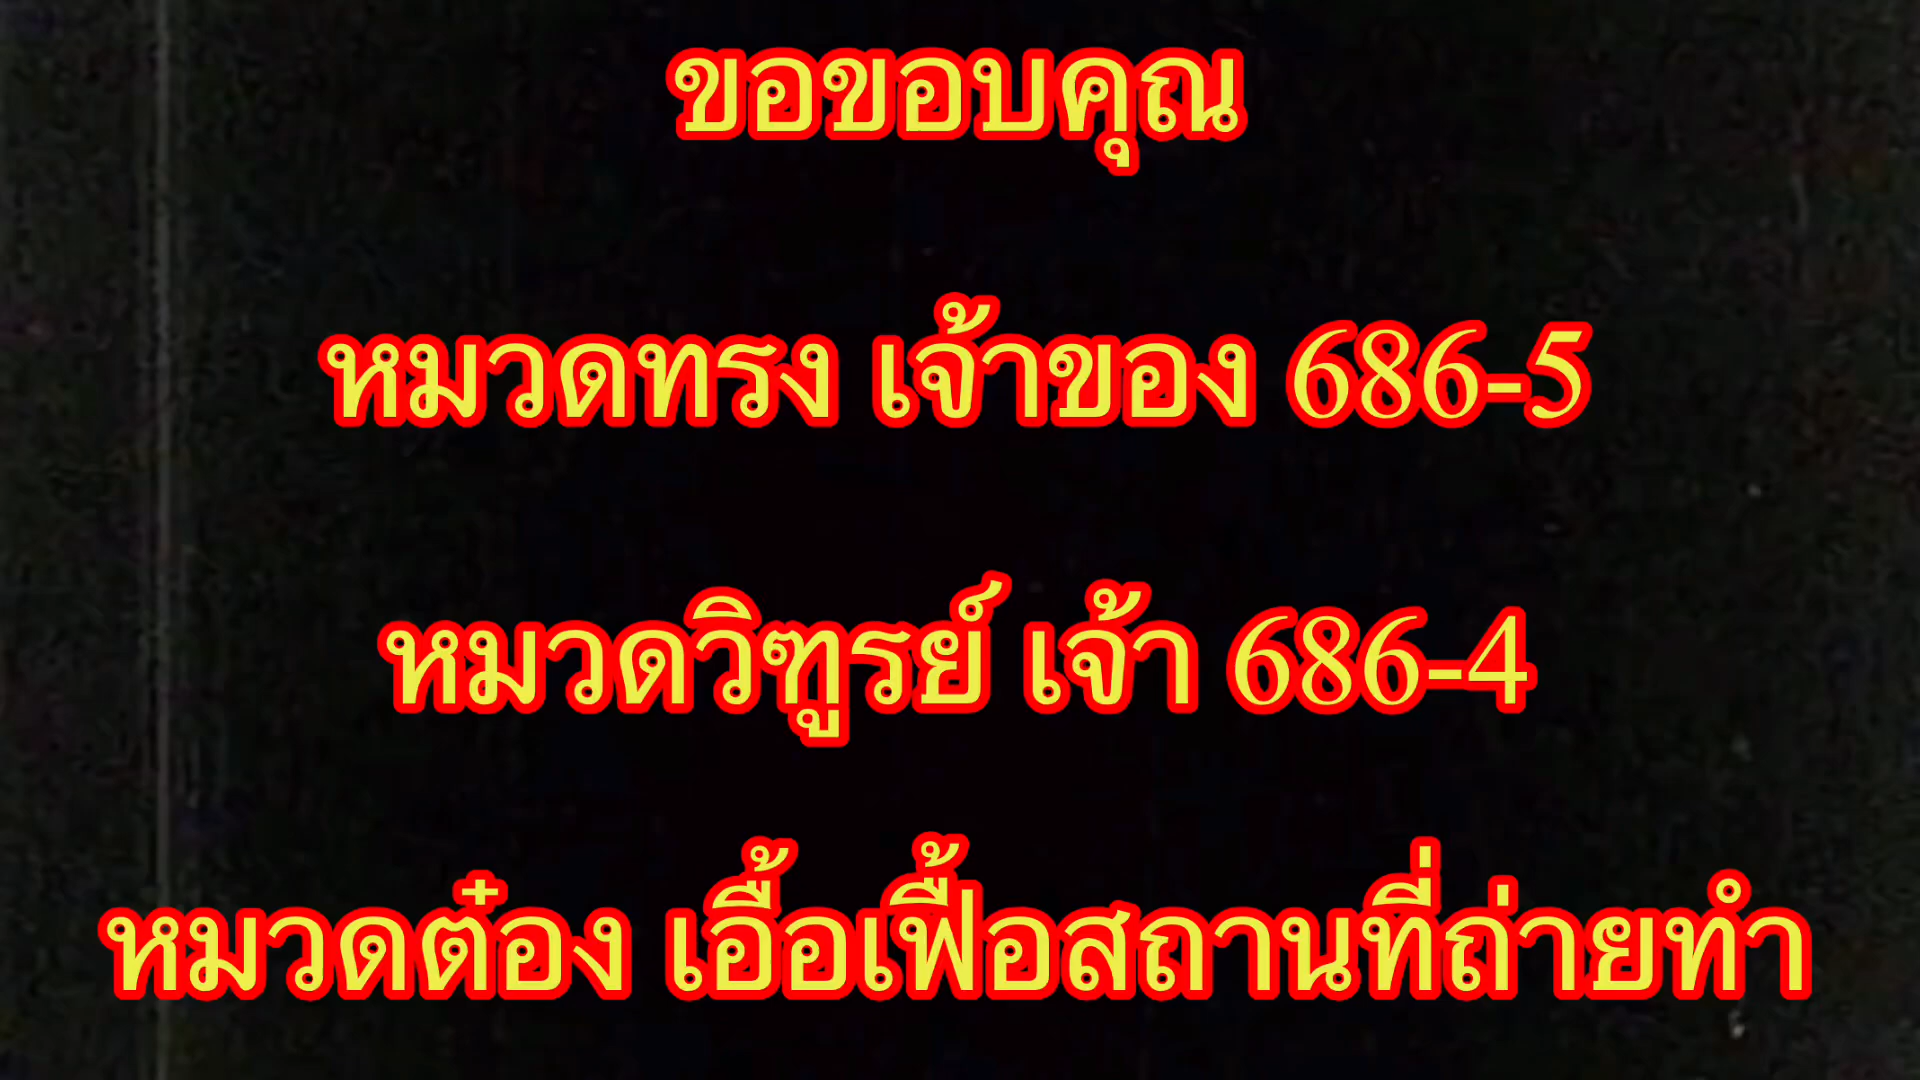 ขอขอบคุณ
หมวดทรง เจ้าของ 686-5
หมวดวิฑูรย์ เจ้า 686-4
หมวดต๋อง เอื้อเฟื้อสถานที่ถ่ายทำ